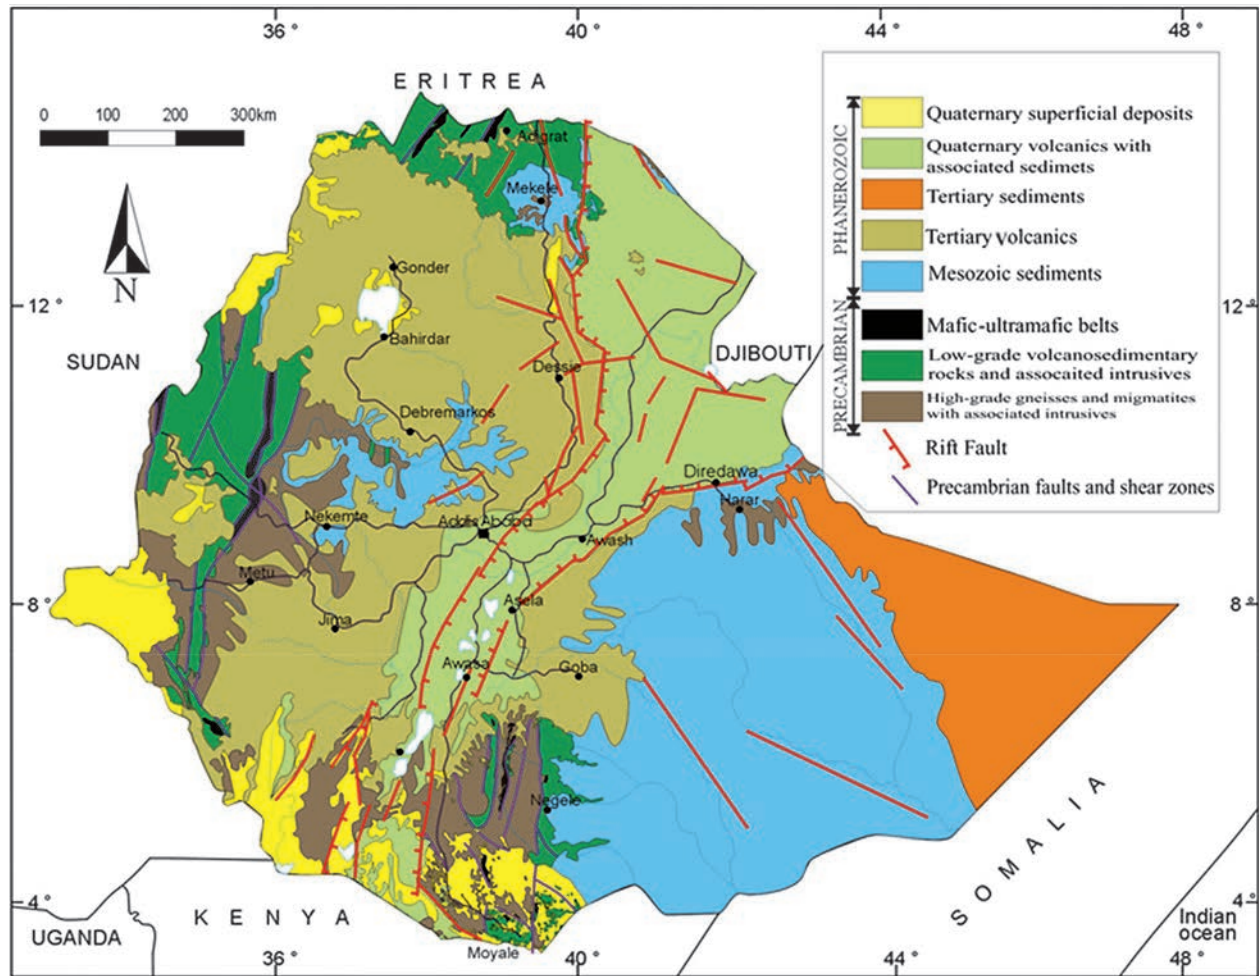 36 °
40 °
44 °
48 °
ERITREA
0 100 200 300km
N
Adigrat
Mekele
Gonder
12 °
12 °
Bahirdar
SUDAN
DJIBOUTI
Dessie
Debremarkos
Diredawa
Harar
Nekemte
Addis Ababa
Awash
Metu
8 °
8 °
Asela
Jima
Awasa
Goba
Negele
4 °
4 °
KENYA
UGANDA
Moyale
SOMALIA
Indian
ocean
36 °
40 °
44 °
48 °
PHANEROZOIC
Quaternary superficial deposits
Quaternary volcanics with
associated sedimets
Tertiary sediments
Tertiary volcanics
Mesozoic sediments
PRECAMBRIAN
Mafic-ultramafic belts
Low-grade volcanosedimentary
rocks and assocaited intrusives
High-grade gneisses and migmatites
with associated intrusives
Rift Fault
Precambrian faults and shear zones